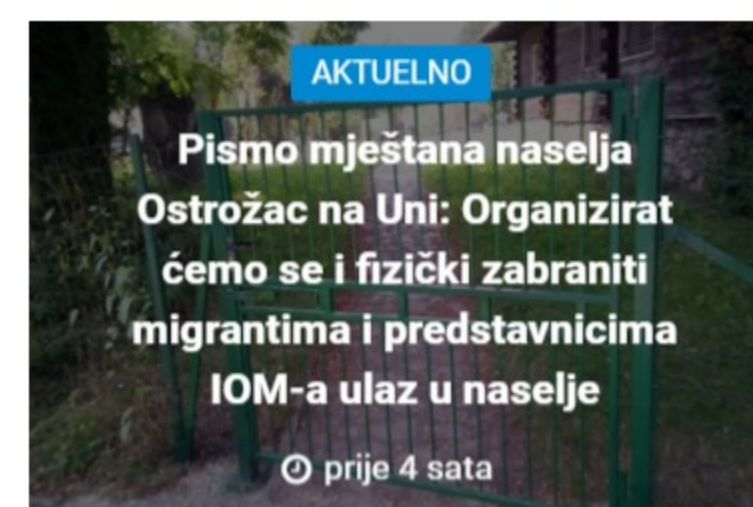 AKTUELNO
Pismo mještana naselja
Ostrožac na Uni: Organizirat
ćemo se i fizički zabraniti
migrantima i predstavnicima
IOM-a ulaz u naselje
prije 4 sata